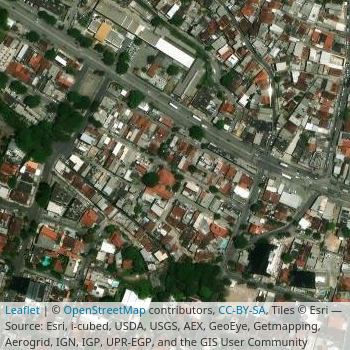 Leaflet | © OpenStreetMap contributors, CC-BY-SA, Tiles © Esri —
Source: Esri, i-cubed, USDA, USGS, AEX, GeoEye, Getmapping,
Aerogrid, IGN, IGP, UPR-EGP, and the GIS User Community